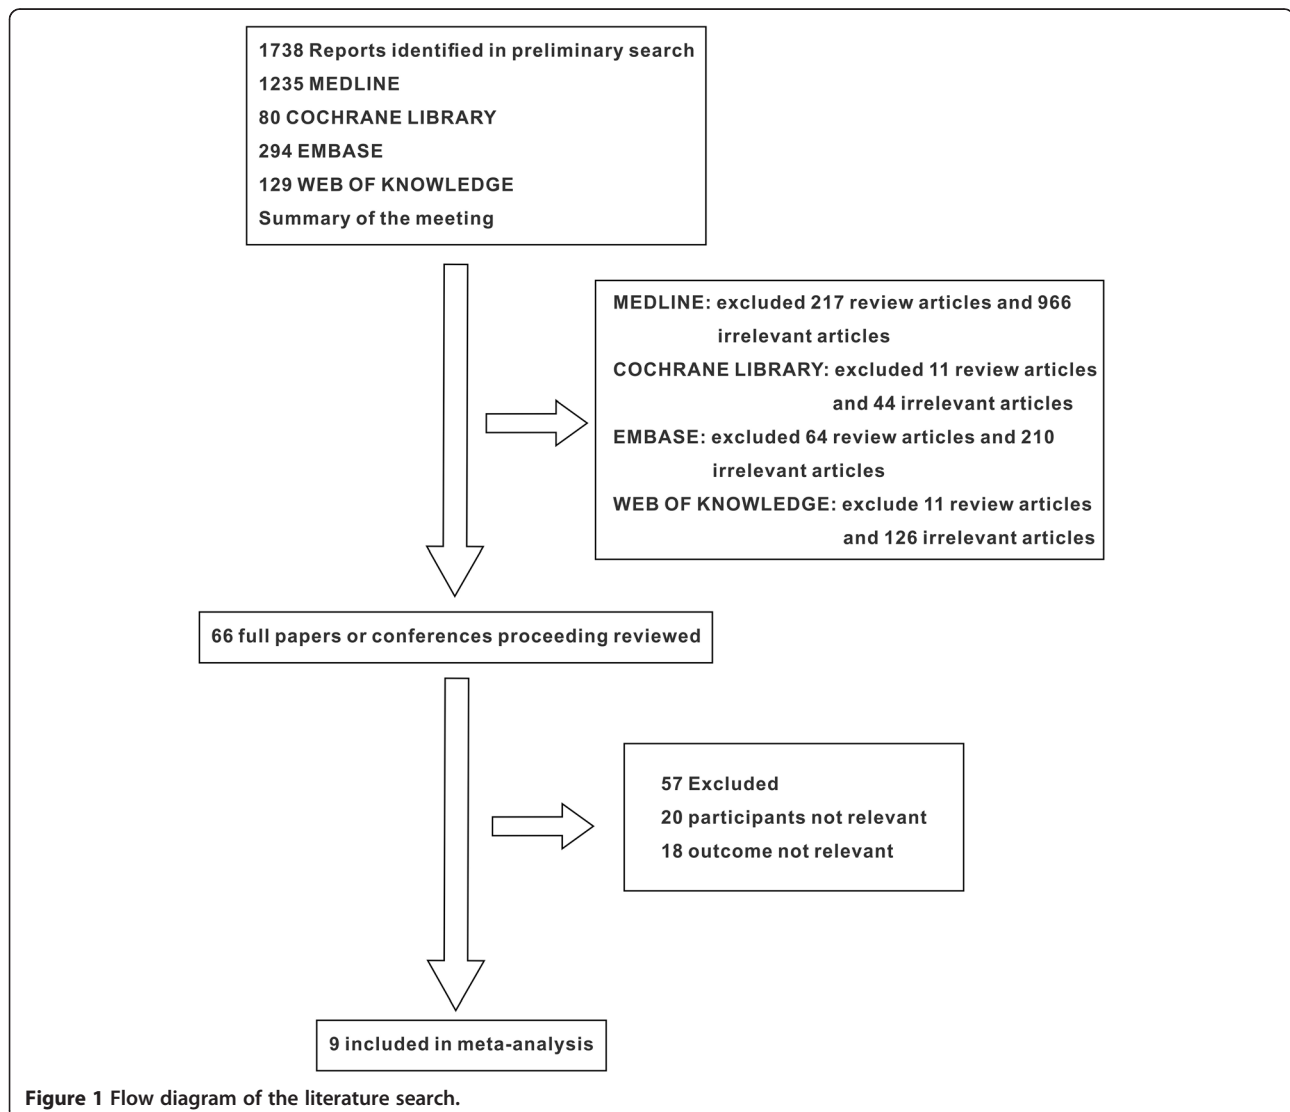 1738 Reports identified in preliminary search
1235 MEDLINE
80 COCHRANE LIBRARY
294 EMBASE
129 WEB OF KNOWLEDGE
Summary of the meeting
MEDLINE: excluded 217 review articles and 966
irrelevant articles
COCHRANE LIBRARY: excluded 11 review articles
and 44 irrelevant articles
EMBASE: excluded 64 review articles and 210
irrelevant articles
WEB OF KNOWLEDGE: exclude 11 review articles
and 126 irrelevant articles
66 full papers or conferences proceeding reviewed
57 Excluded
20 participants not relevant
18 outcome not relevant
9 included in meta-analysis
Figure 1 Flow diagram of the literature search.